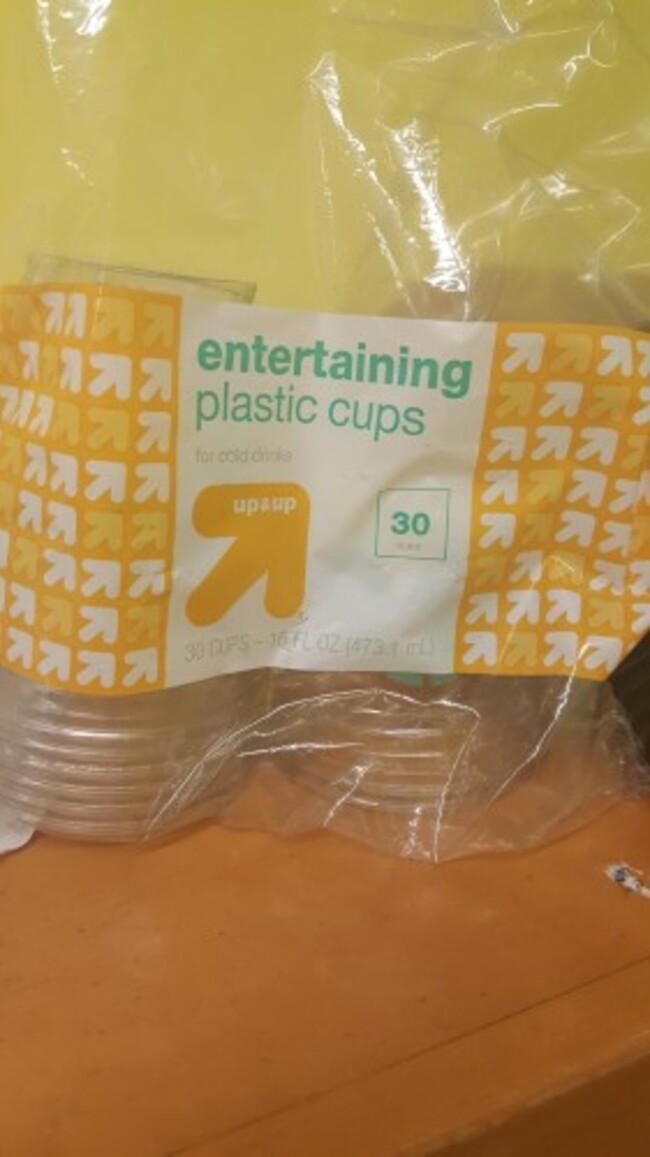 entertaining
plastic cups
for cold drinks
up&up
30
30 CUPS – 16 FL OZ (473.1 mL)